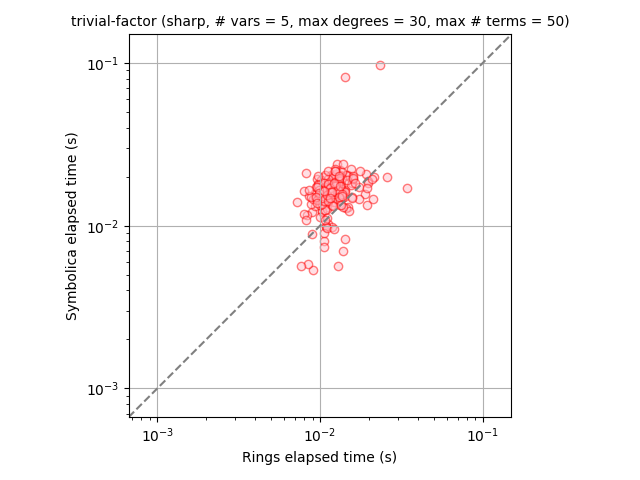 trivial-factor (sharp, # vars = 5, max degrees = 30, max # terms = 50)
10⁻¹
10⁻²
10⁻³
Symbolica elapsed time (s)
10⁻³
10⁻²
10⁻¹
Rings elapsed time (s)